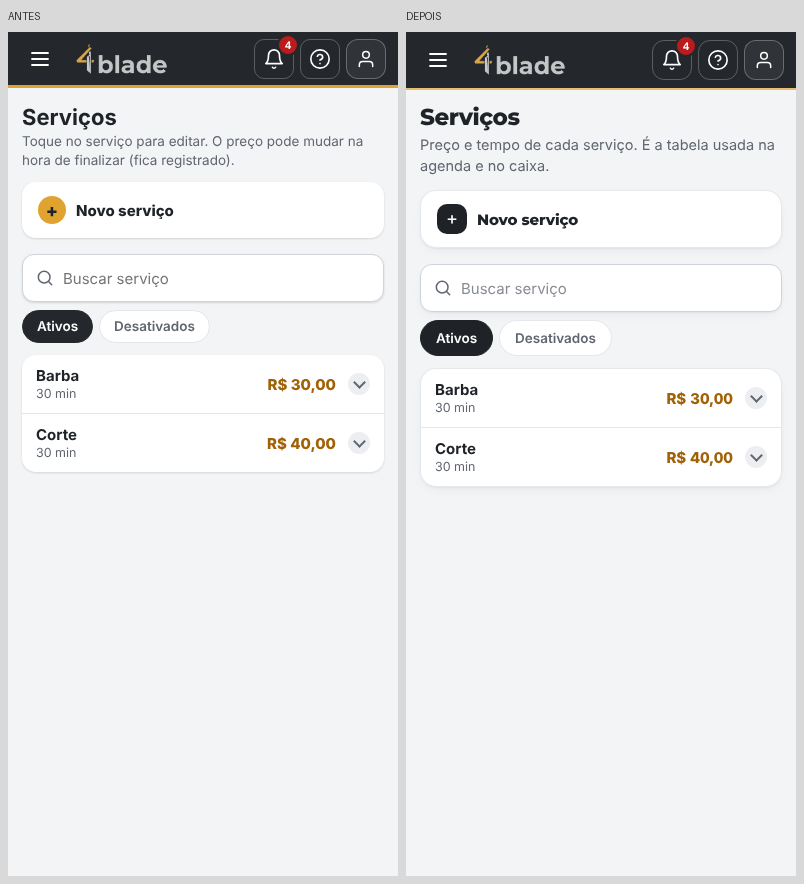 ANTES
4blade
4
Serviços
Toque no serviço para editar. O preço pode mudar na
hora de finalizar (fica registrado).
+ Novo serviço
Buscar serviço
Ativos
Desativados
Barba
30 min
R$ 30,00
Corte
30 min
R$ 40,00
DEPOIS
4blade
4
Serviços
Preço e tempo de cada serviço. É a tabela usada na
agenda e no caixa.
+ Novo serviço
Buscar serviço
Ativos
Desativados
Barba
30 min
R$ 30,00
Corte
30 min
R$ 40,00